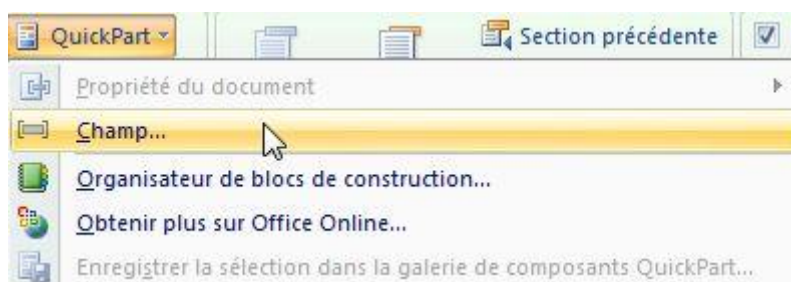 QuickPart Section précédente
Propriété du document
Champ...
Organisateur de blocs de construction...
Obtenir plus sur Office Online...
Enregistrer la sélection dans la galerie de composants QuickPart...